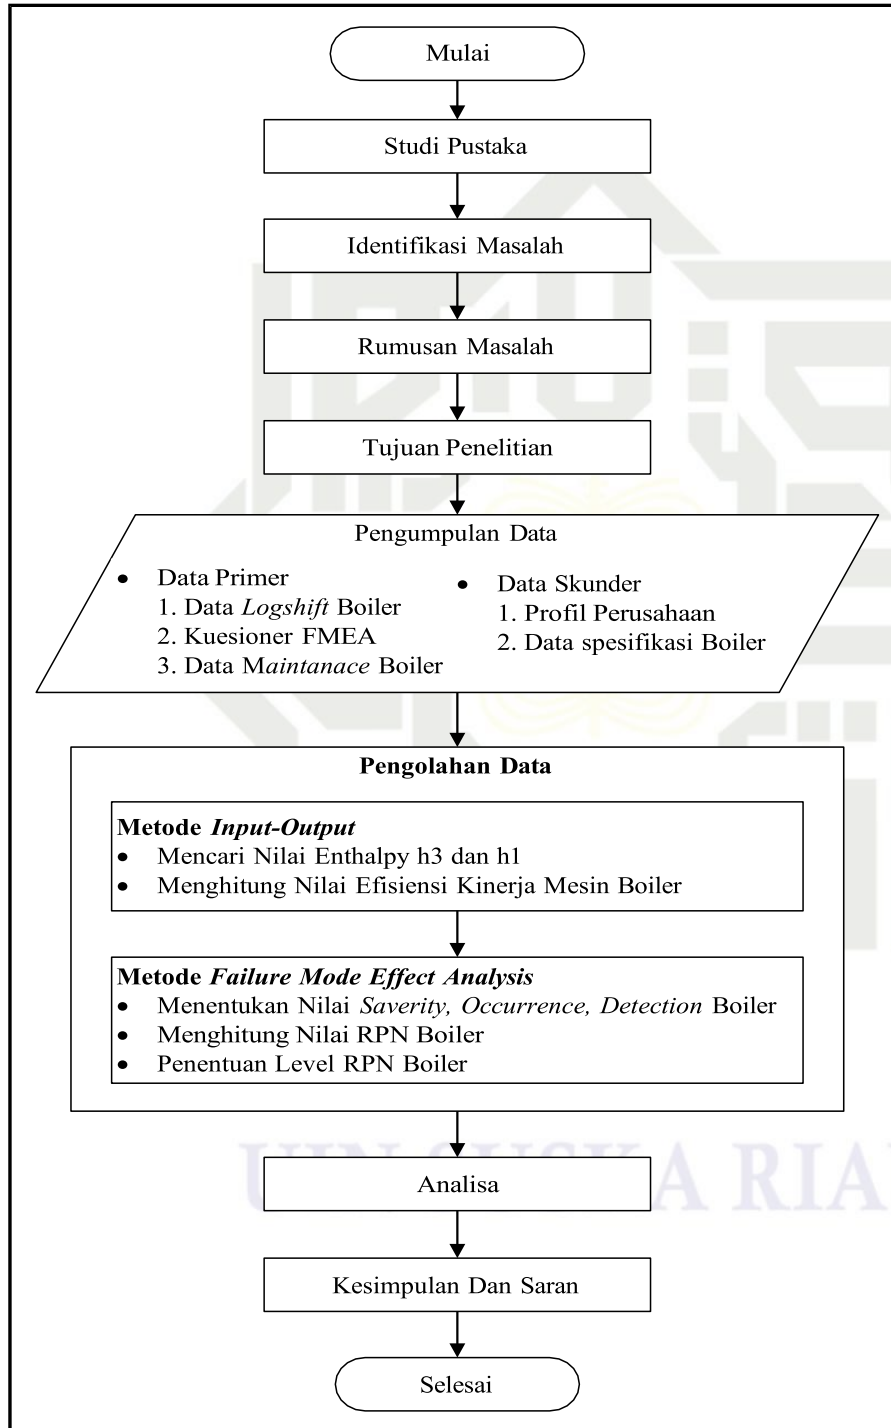 Mulai
Studi Pustaka
Identifikasi Masalah
Rumusan Masalah
Tujuan Penelitian
Pengumpulan Data
• Data Primer
1. Data Logshift Boiler
2. Kuesioner FMEA
3. Data Maintanace Boiler
• Data Skunder
1. Profil Perusahaan
2. Data spesifikasi Boiler
Pengolahan Data
Metode Input-Output
• Mencari Nilai Enthalpy h3 dan h1
• Menghitung Nilai Efisiensi Kinerja Mesin Boiler
Metode Failure Mode Effect Analysis
• Menentukan Nilai Saverity, Occurrence, Detection Boiler
• Menghitung Nilai RPN Boiler
• Penentuan Level RPN Boiler
UIN SUSKA RIA
Analisa
Kesimpulan Dan Saran
Selesai